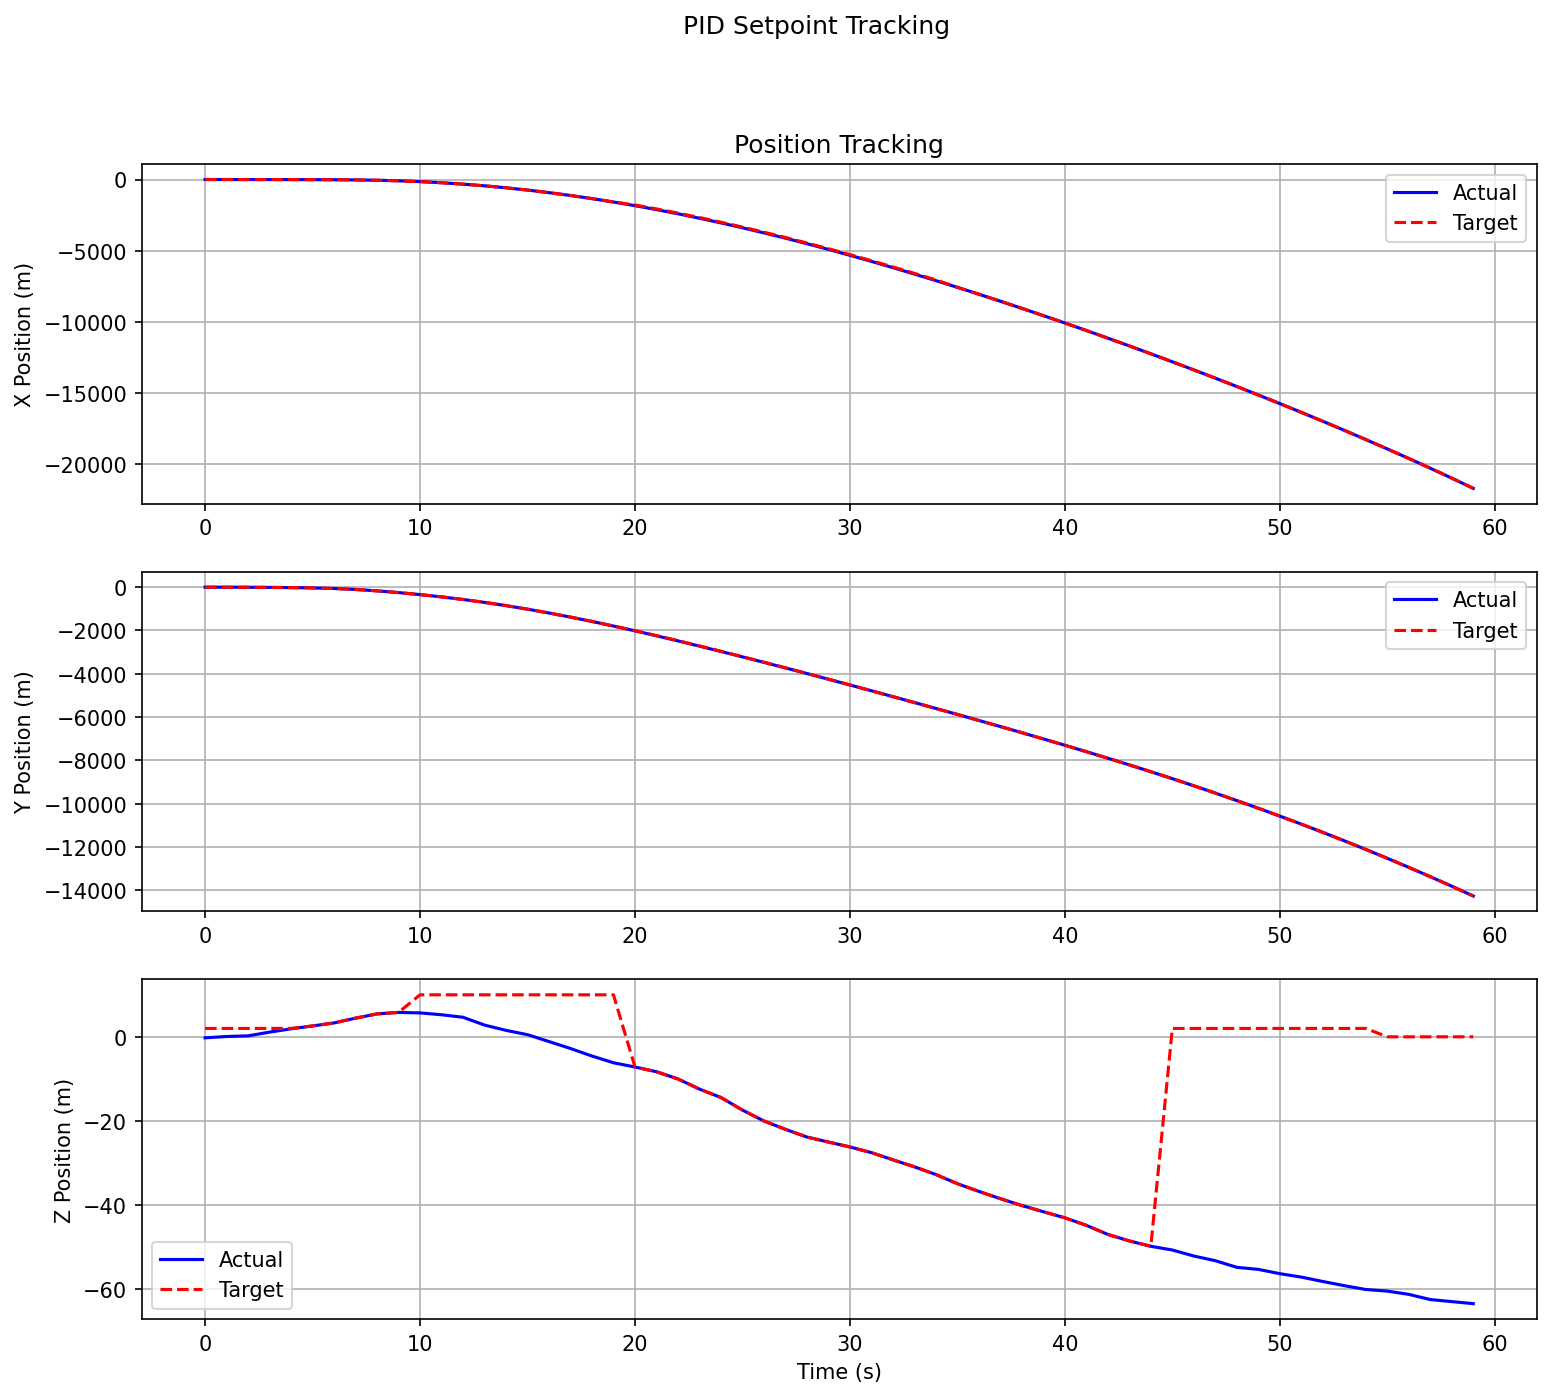 PID Setpoint Tracking
Position Tracking
X Position (m)
0
−5000
−10000
−15000
−20000
Actual
Target
0 10 20 30 40 50 60
Y Position (m)
0
−2000
−4000
−6000
−8000
−10000
−12000
−14000
Actual
Target
0 10 20 30 40 50 60
Z Position (m)
0
−20
−40
−60
Actual
Target
0 10 20 30 40 50 60
Time (s)